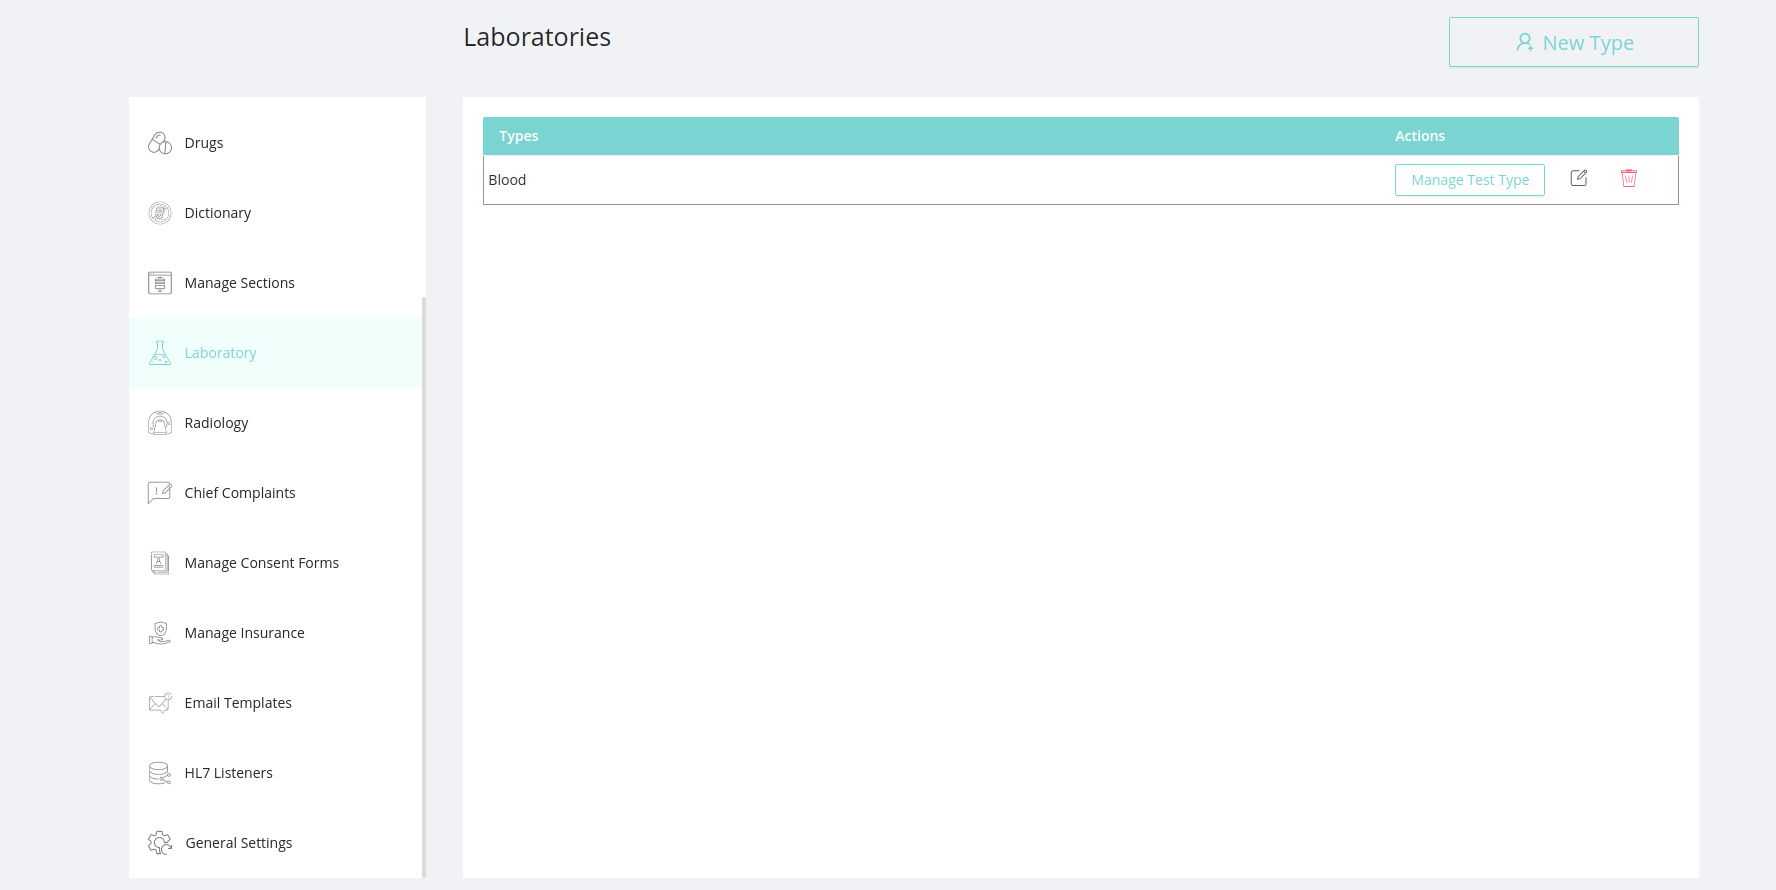 Laboratories
New Type
Drugs
Dictionary
Manage Sections
Laboratory
Radiology
Chief Complaints
Manage Consent Forms
Manage Insurance
Email Templates
HL7 Listeners
General Settings
Types Actions
Blood Manage Test Type